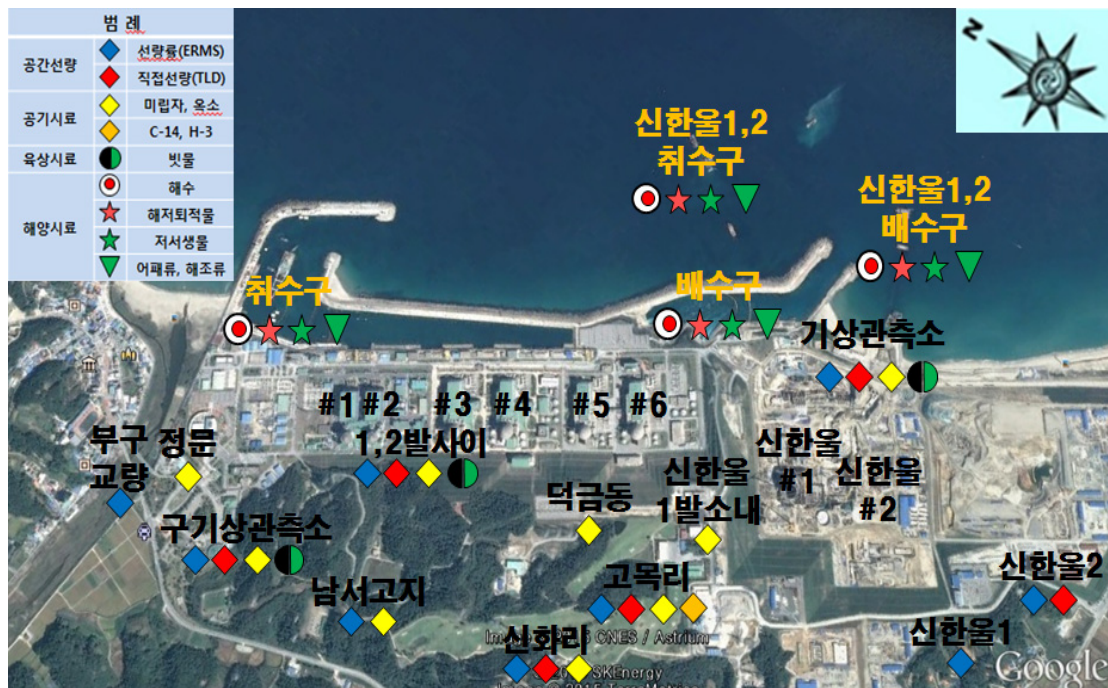 범 례
공간선량
선량률(ERMS)
직접선량(TLD)
공기시료
미립자, 옥소
C-14, H-3
육상시료
빗물
해양시료
해수
해저퇴적물
저서생물
어패류, 해조류
N
신한울1,2
취수구
신한울1,2
배수구
취수구
배수구
기상관측소
#1 #2 #3 #4 #5 #6
부구
교량
정문
1,2발사이
신한울
#1
신한울
#2
신한울
1발소내
덕금동
구기상관측소
남서고지
고목리
신화리
신한울2
신한울1
CNES / Astrium
SKEnergy
Google